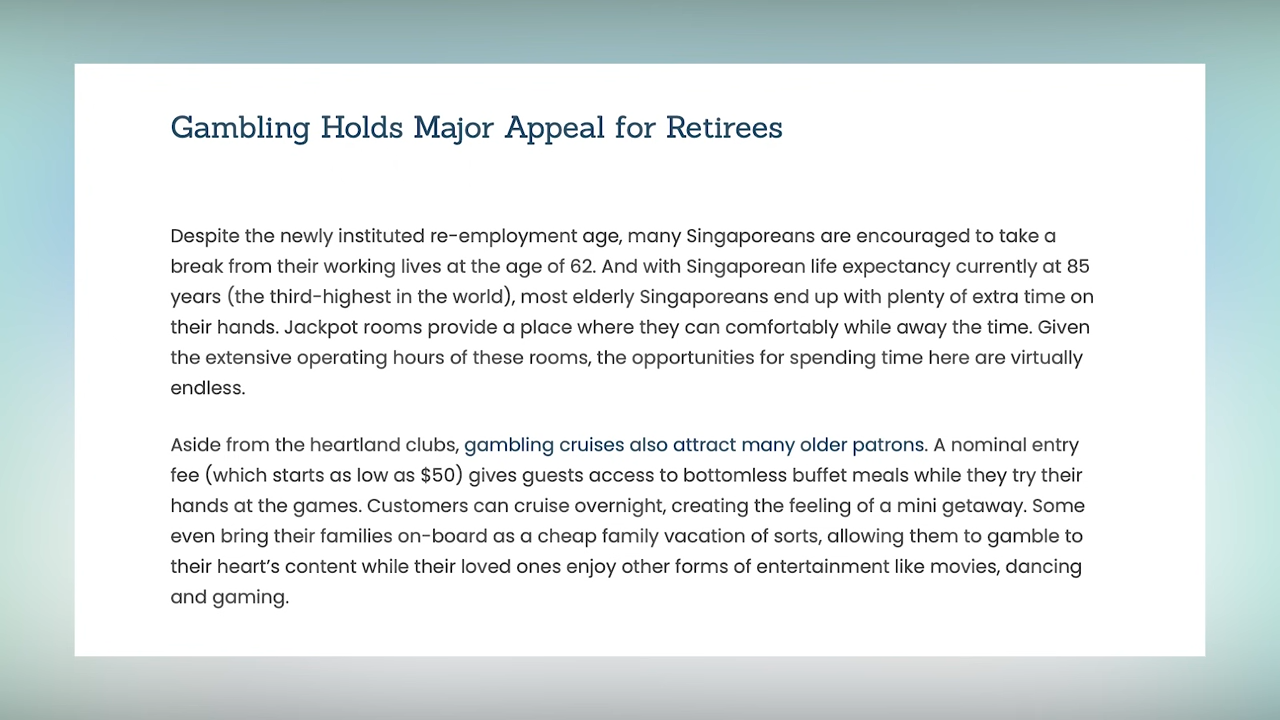 Gambling Holds Major Appeal for Retirees
Despite the newly instituted re-employment age, many Singaporeans are encouraged to take a
break from their working lives at the age of 62. And with Singaporean life expectancy currently at 85
years (the third-highest in the world), most elderly Singaporeans end up with plenty of extra time on
their hands. Jackpot rooms provide a place where they can comfortably while away the time. Given
the extensive operating hours of these rooms, the opportunities for spending time here are virtually
endless.
Aside from the heartland clubs, gambling cruises also attract many older patrons. A nominal entry
fee (which starts as low as $50) gives guests access to bottomless buffet meals while they try their
hands at the games. Customers can cruise overnight, creating the feeling of a mini getaway. Some
even bring their families on-board as a cheap family vacation of sorts, allowing them to gamble to
their heart’s content while their loved ones enjoy other forms of entertainment like movies, dancing
and gaming.